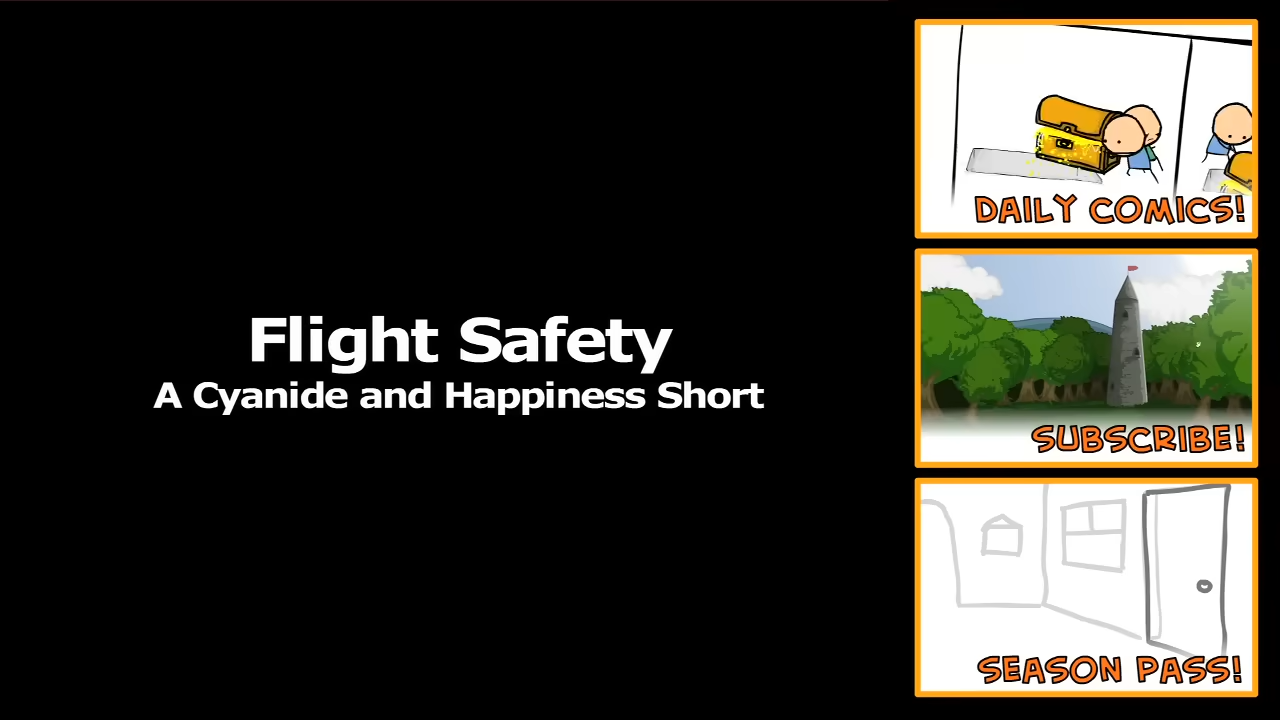 Flight Safety
A Cyanide and Happiness Short
DAILY COMICS!
SUBSCRIBE!
SEASON PASS!